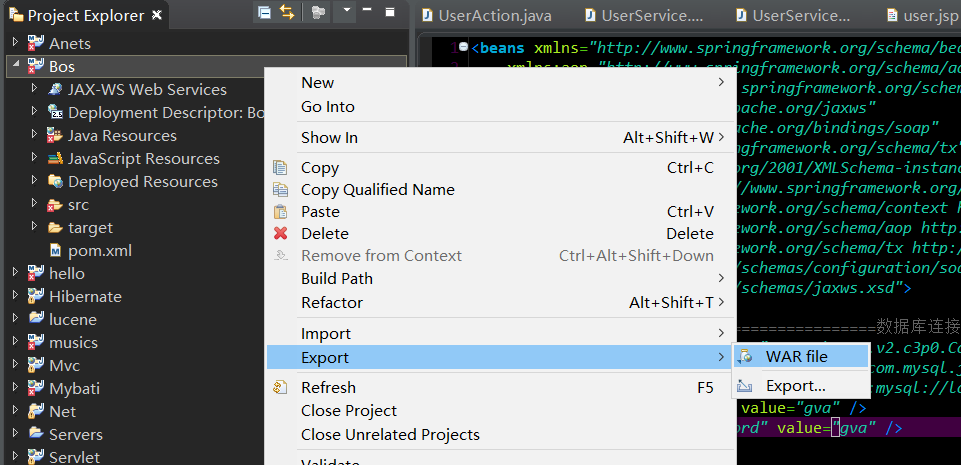 Project Explorer
UserAction.java
UserService....
UserService...
user.jsp
Anets
Bos
JAX-WS Web Services
Deployment Descriptor: Bo
Java Resources
JavaScript Resources
Deployed Resources
src
target
pom.xml
hello
Hibernate
lucene
musics
Mvc
Mybati
Net
Servers
Servlet
New
Go Into
Show In Alt+Shift+W
Copy Ctrl+C
Copy Qualified Name
Paste Ctrl+V
Delete Delete
Remove from Context Ctrl+Alt+Shift+Down
Build Path
Refactor Alt+Shift+T
Import
Export
Refresh F5
Close Project
Close Unrelated Projects
Validate
WAR file
Export...
1 <beans xmlns="http://www.springframework.org/schema/bea
"http://www.springframework.org/schema/ao
springframework.org/schem
pache.org/jaxws"
ache.org/bindings/soap"
ngframework.org/schema/tx"
org/2001/XMLSchema-instanc
//www.springframework.org/
ework.org/schema/context h
ework.org/schema/aop http:
ework.org/schema/tx http:/
/schemas/configuration/soa
/schemas/jaxws.xsd">
================数据库连接
.v2.c3p0.Co
com.mysql.j
:mysql://lo
value="gva" />
ord" value="gva" />